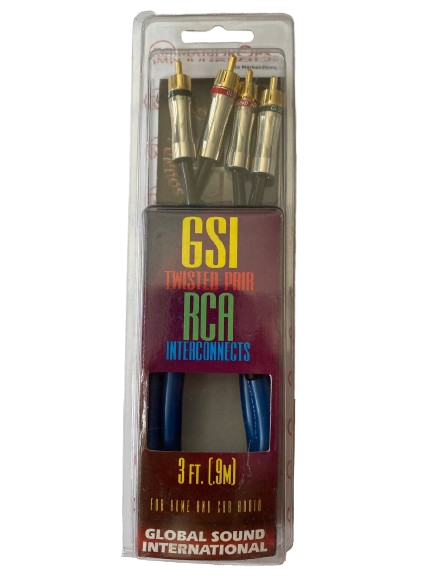 GSI
TWISTED PAIR
RCA
INTERCONNECTS
3 FT. (.9M)
FOR HOME AND CAR AUDIO
GLOBAL SOUND
INTERNATIONAL